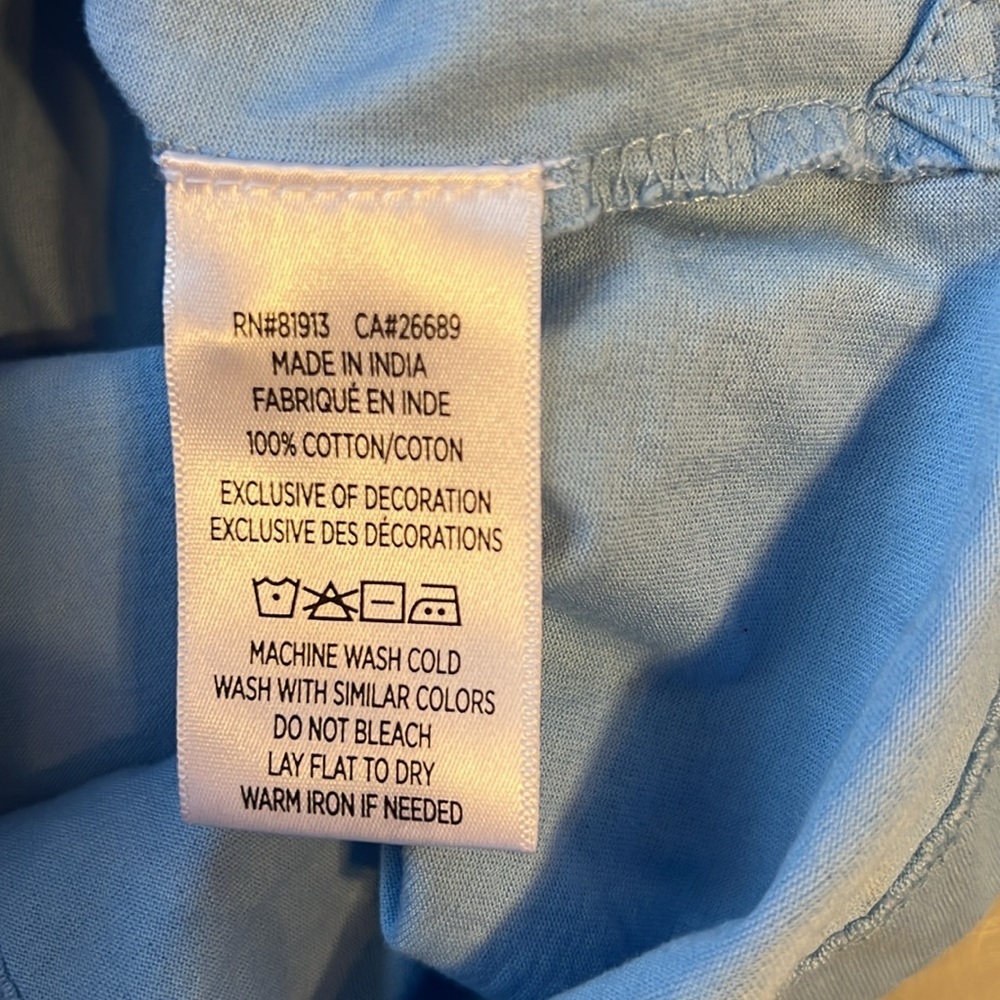 RN#81913 CA#26689
MADE IN INDIA
FABRIQUÉ EN INDE
100% COTTON/COTON
EXCLUSIVE OF DECORATION
EXCLUSIVE DES DÉCORATIONS
MACHINE WASH COLD
WASH WITH SIMILAR COLORS
DO NOT BLEACH
LAY FLAT TO DRY
WARM IRON IF NEEDED